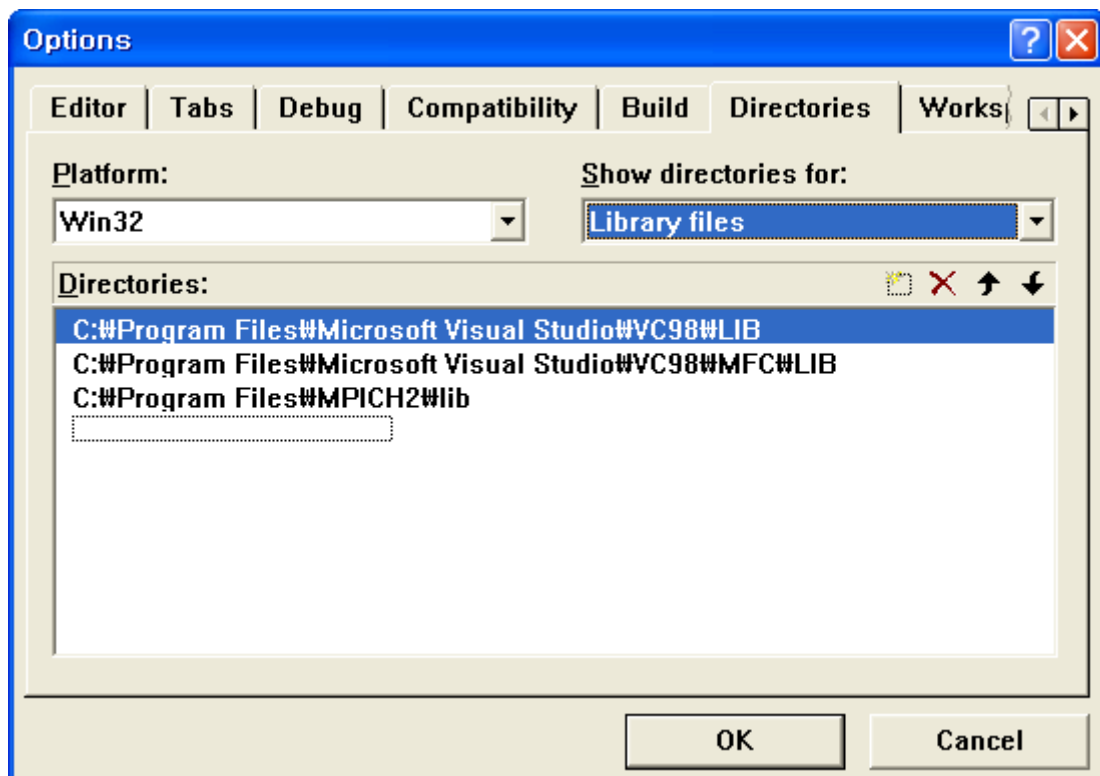 Options
Editor Tabs Debug Compatibility Build Directories Works
Platform: Show directories for:
Win32 Library files
Directories:
C:₩Program Files₩Microsoft Visual Studio₩VC98₩LIB
C:₩Program Files₩Microsoft Visual Studio₩VC98₩MFC₩LIB
C:₩Program Files₩MPICH2₩lib
OK Cancel